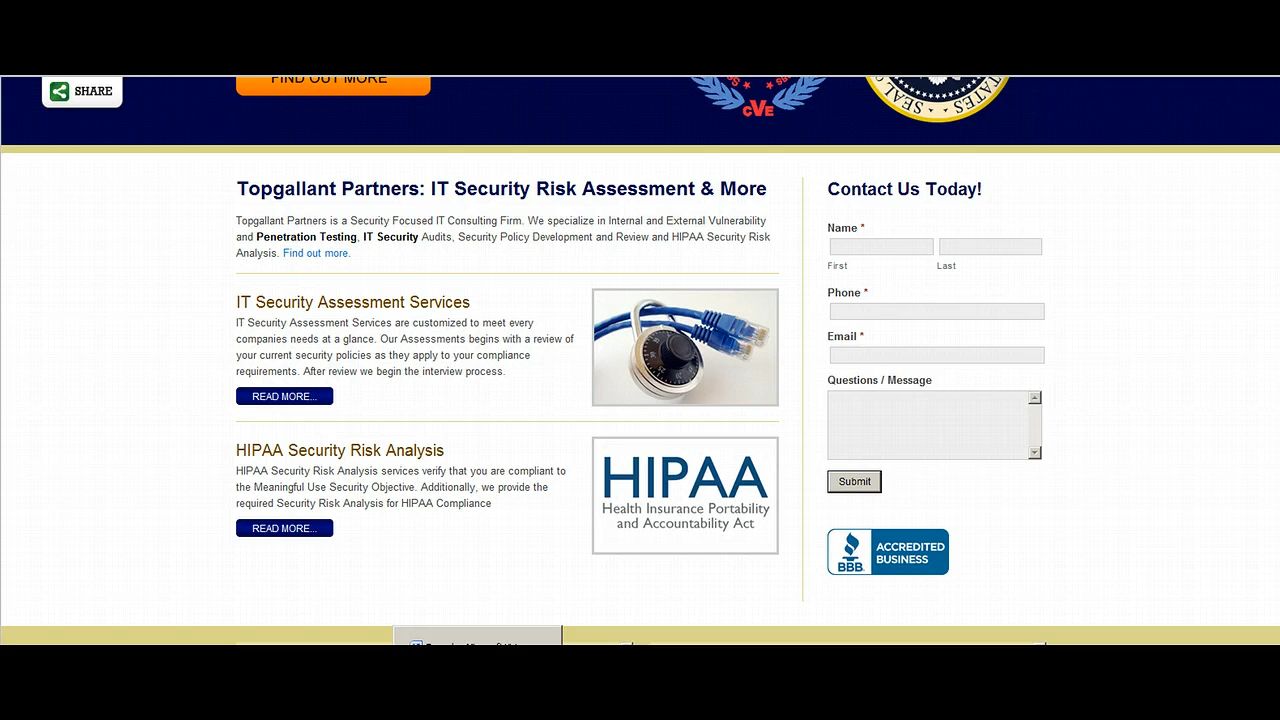 SHARE
FIND OUT MORE
CVE
SEAL
STATES
Topgallant Partners: IT Security Risk Assessment & More
Topgallant Partners is a Security Focused IT Consulting Firm. We specialize in Internal and External Vulnerability
and Penetration Testing, IT Security Audits, Security Policy Development and Review and HIPAA Security Risk
Analysis. Find out more.
IT Security Assessment Services
IT Security Assessment Services are customized to meet every
companies needs at a glance. Our Assessments begins with a review of
your current security policies as they apply to your compliance
requirements. After review we begin the interview process.
READ MORE...
HIPAA Security Risk Analysis
HIPAA Security Risk Analysis services verify that you are compliant to
the Meaningful Use Security Objective. Additionally, we provide the
required Security Risk Analysis for HIPAA Compliance
READ MORE...
HIPAA
Health Insurance Portability
and Accountability Act
Contact Us Today!
Name *
First Last
Phone *
Email *
Questions / Message
Submit
BBB
ACCREDITED
BUSINESS